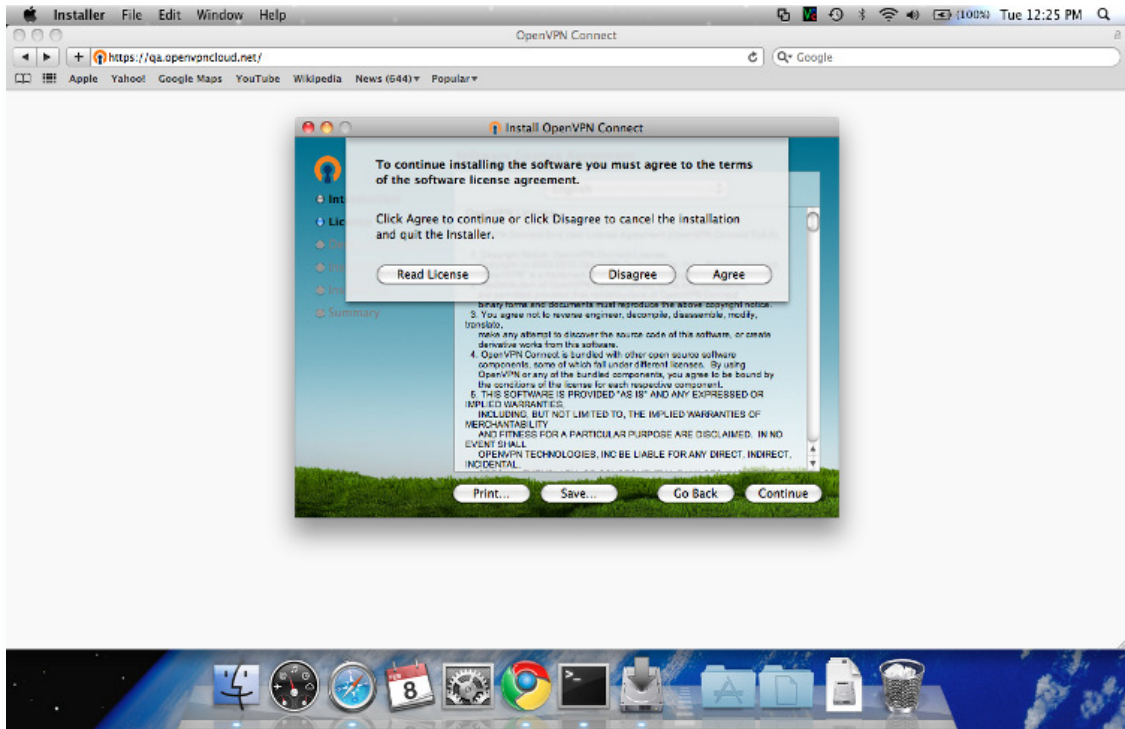 Installer File Edit Window Help (100%) Tue 12:25 PM
OpenVPN Connect
https://qa.openvpncloud.net/ Google
Apple Yahoo! Google Maps YouTube Wikipedia News (644) Popular
Install OpenVPN Connect
To continue installing the software you must agree to the terms
of the software license agreement.
Int
Lic
Click Agree to continue or click Disagree to cancel the installation
and quit the Installer.
Read License Disagree Agree
Summary
binary forms and documents must reproduce the above copyright notice.
3. You agree not to reverse engineer, decompile, disassemble, modify,
translate,
make any attempt to discover the source code of this software, or create
derivative works from this software.
4. OpenVPN Connect is bundled with other open source software
components, some of which fall under different licenses. By using
OpenVPN or any of the bundled components, you agree to be bound by
the conditions of the license for each respective component.
5. THIS SOFTWARE IS PROVIDED "AS IS" AND ANY EXPRESSED OR
IMPLIED WARRANTIES,
INCLUDING, BUT NOT LIMITED TO, THE IMPLIED WARRANTIES OF
MERCHANTABILITY
AND FITNESS FOR A PARTICULAR PURPOSE ARE DISCLAIMED. IN NO
EVENT SHALL
OPENVPN TECHNOLOGIES, INC BE LIABLE FOR ANY DIRECT, INDIRECT,
INCIDENTAL,
Print... Save... Go Back Continue
8